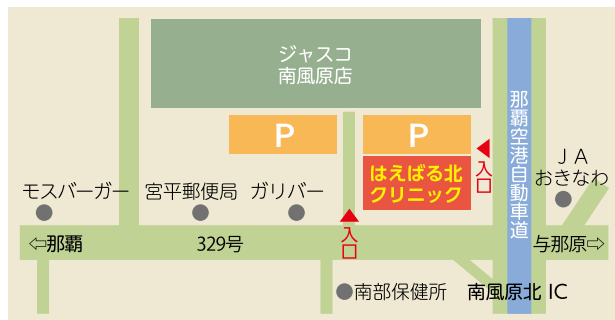 ジャスコ
南風原店
P
P
はえばる北
クリニック
入口
那覇空港自動車道
JA
おきなわ
モスバーガー
宮平郵便局
ガリバー
入口
⇦那覇
329号
与那原⇨
南部保健所
南風原北 IC